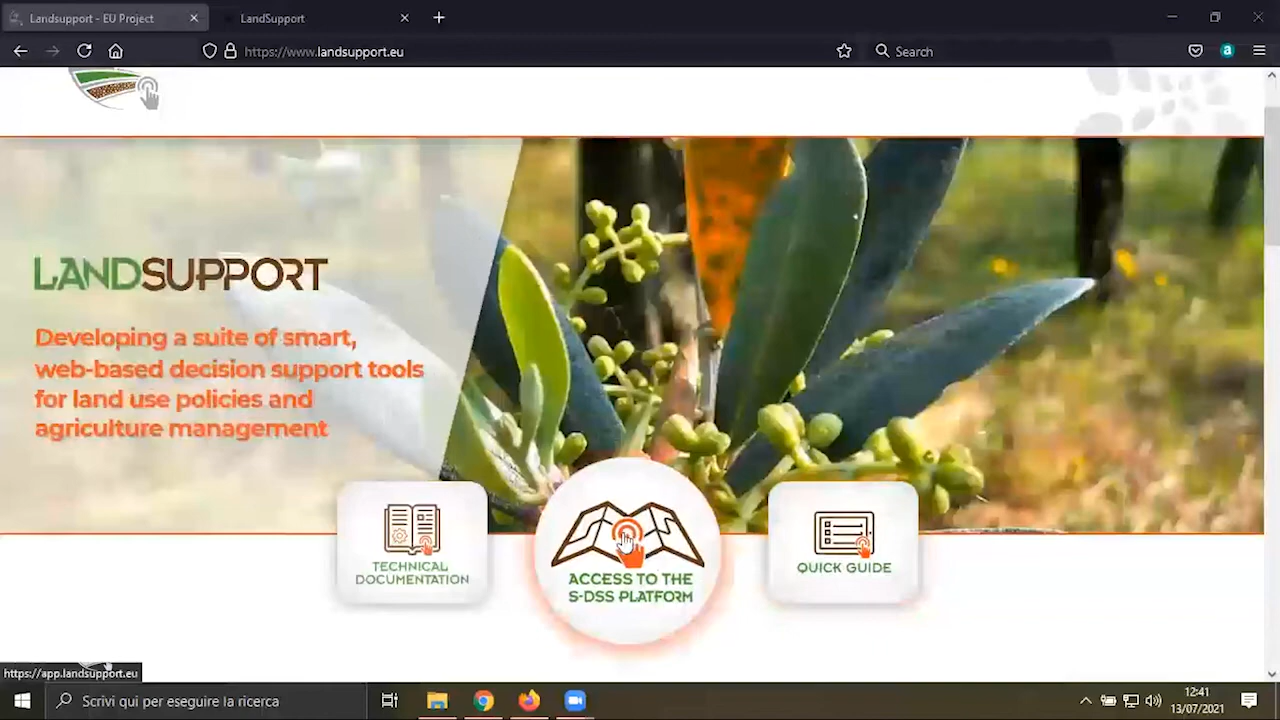 Landsupport - EU Project
LandSupport
https://www.landsupport.eu
Search
LANDSUPPORT
Developing a suite of smart,
web-based decision support tools
for land use policies and
agriculture management
TECHNICAL
DOCUMENTATION
ACCESS TO THE
S-DSS PLATFORM
QUICK GUIDE
https://app.landsupport.eu
Scrivi qui per eseguire la ricerca
12:41
13/07/2021